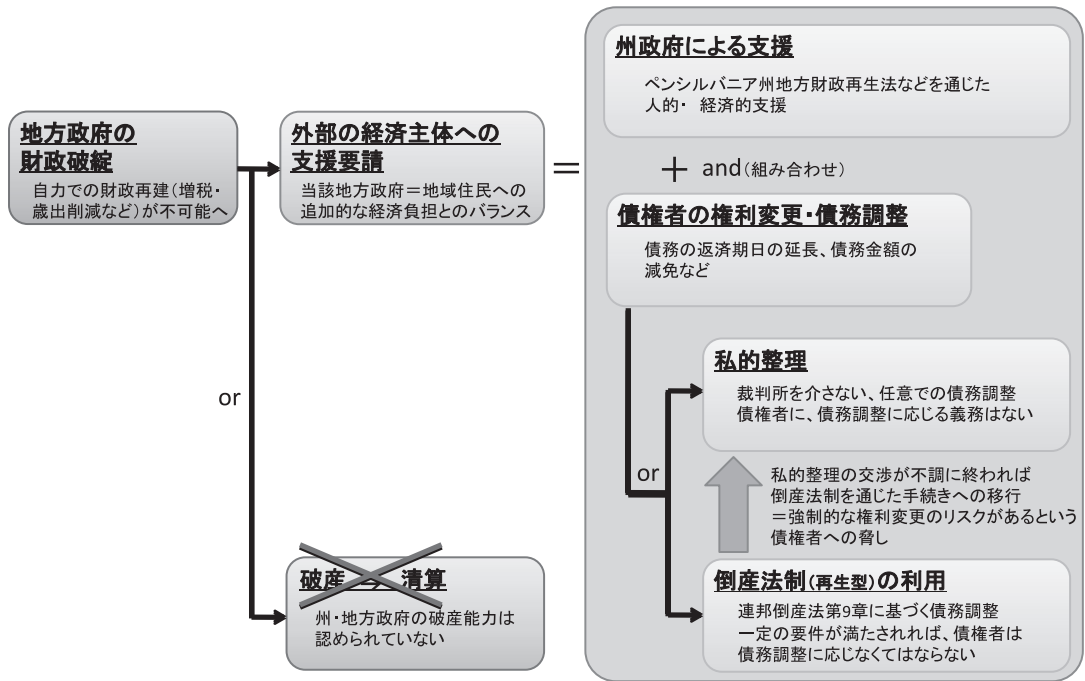 地方政府の
財政破綻
自力での財政再建(増税・
歳出削減など)が不可能へ
外部の経済主体への
支援要請
当該地方政府＝地域住民への
追加的な経済負担とのバランス
＝
州政府による支援
ペンシルバニア州地方財政再生法などを通じた
人的・ 経済的支援
＋ and(組み合わせ)
債権者の権利変更・債務調整
債務の返済期日の延長、債務金額の
減免など
私的整理
裁判所を介さない、任意での債務調整
債権者に、債務調整に応じる義務はない
or
私的整理の交渉が不調に終われば
倒産法制を通じた手続きへの移行
＝強制的な権利変更のリスクがあるという
債権者への脅し
倒産法制(再生型)の利用
連邦倒産法第9章に基づく債務調整
一定の要件が満たされれば、債権者は
債務調整に応じなくてはならない
or
破産 ⇒ 清算
州・地方政府の破産能力は
認められていない